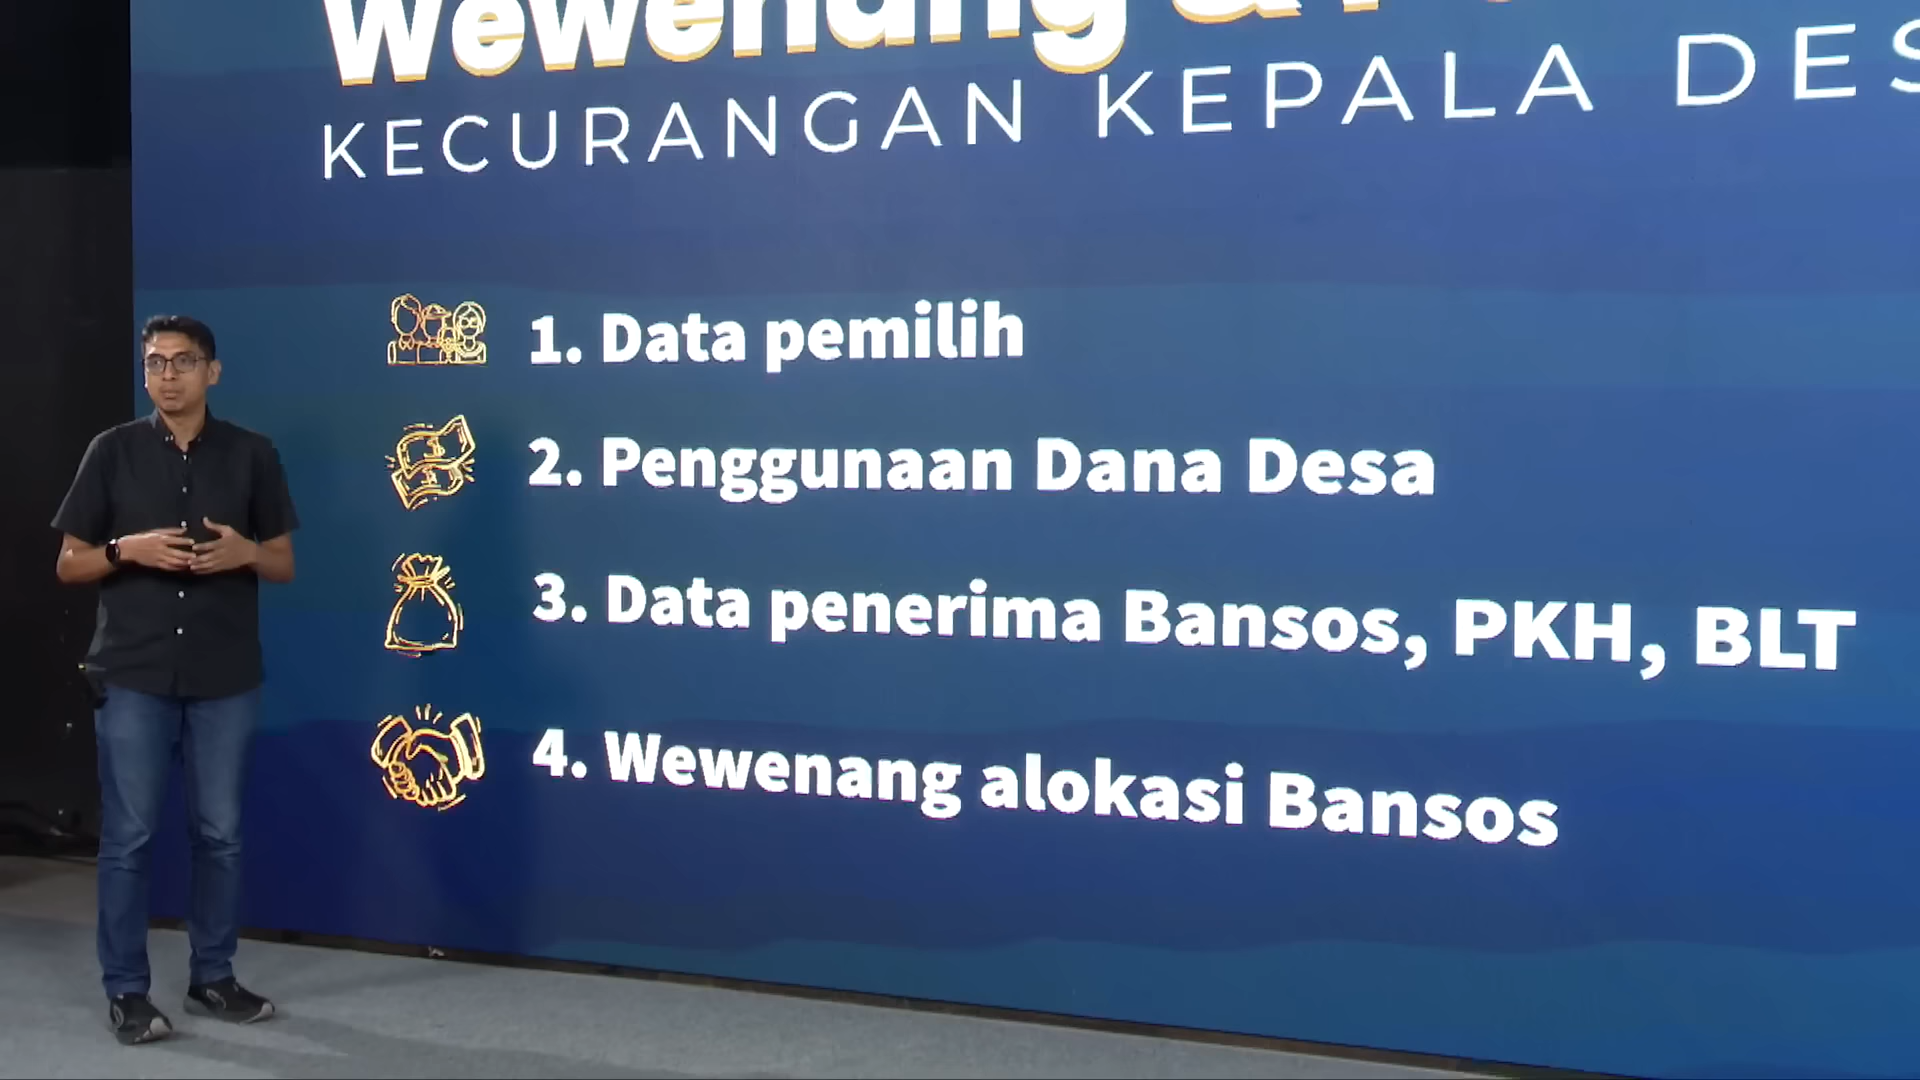 Wewenang &
KECURANGAN KEPALA DES
1. Data pemilih
2. Penggunaan Dana Desa
3. Data penerima Bansos, PKH, BLT
4. Wewenang alokasi Bansos